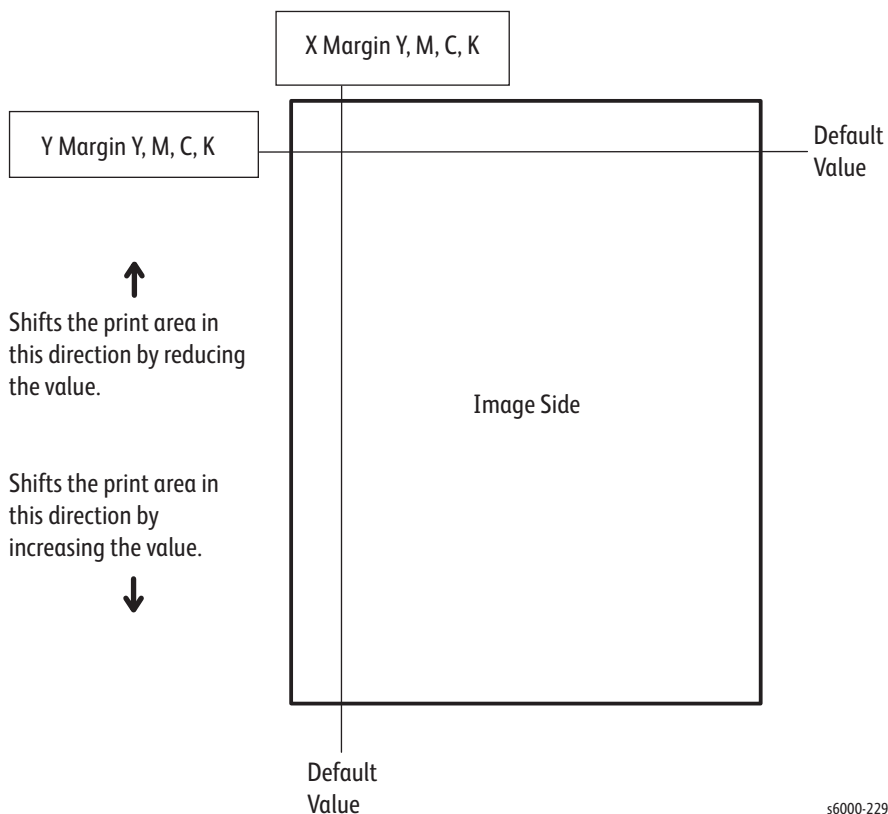 X Margin Y, M, C, K
Y Margin Y, M, C, K
Default
Value
Shifts the print area in
this direction by reducing
the value.
Image Side
Shifts the print area in
this direction by
increasing the value.
Default
Value
s6000-229